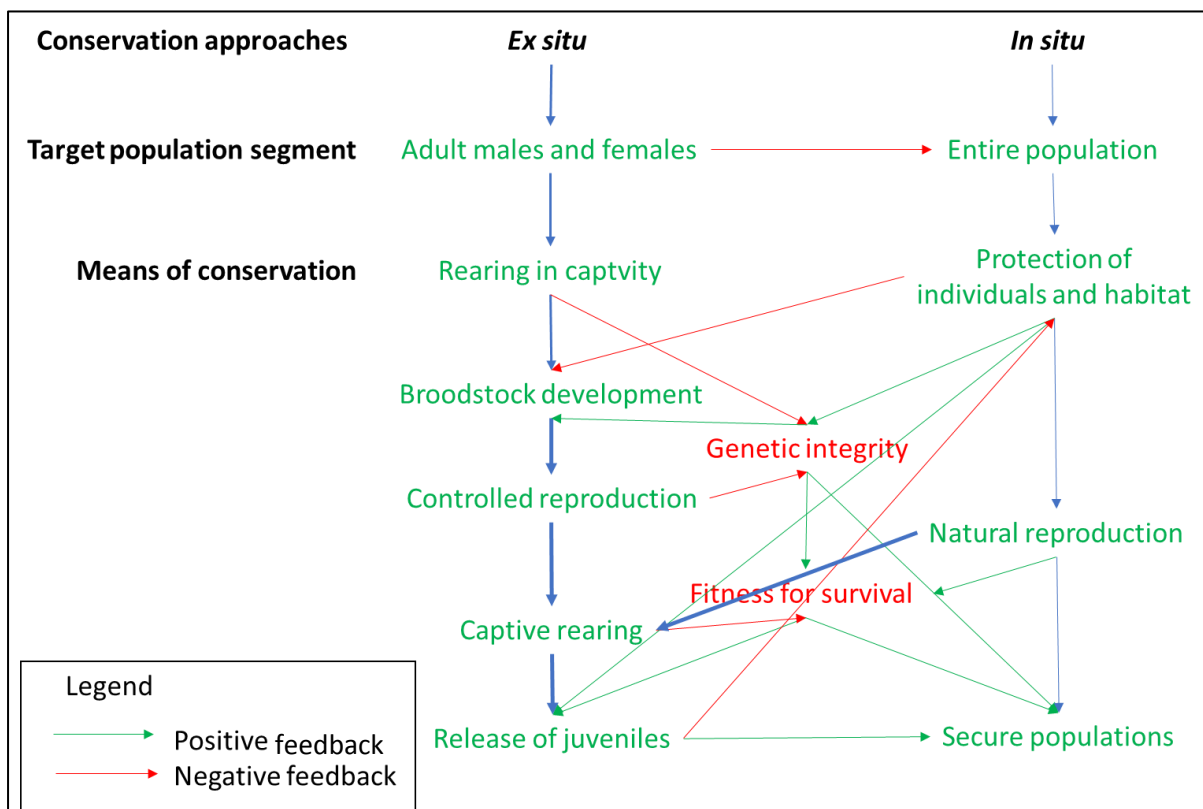 Conservation approaches
Ex situ
In situ
Target population segment
Adult males and females
Entire population
Means of conservation
Rearing in captvity
Protection of
individuals and habitat
Broodstock development
Genetic integrity
Controlled reproduction
Natural reproduction
Fitness for survival
Captive rearing
Release of juveniles
Secure populations
Legend
Positive feedback
Negative feedback